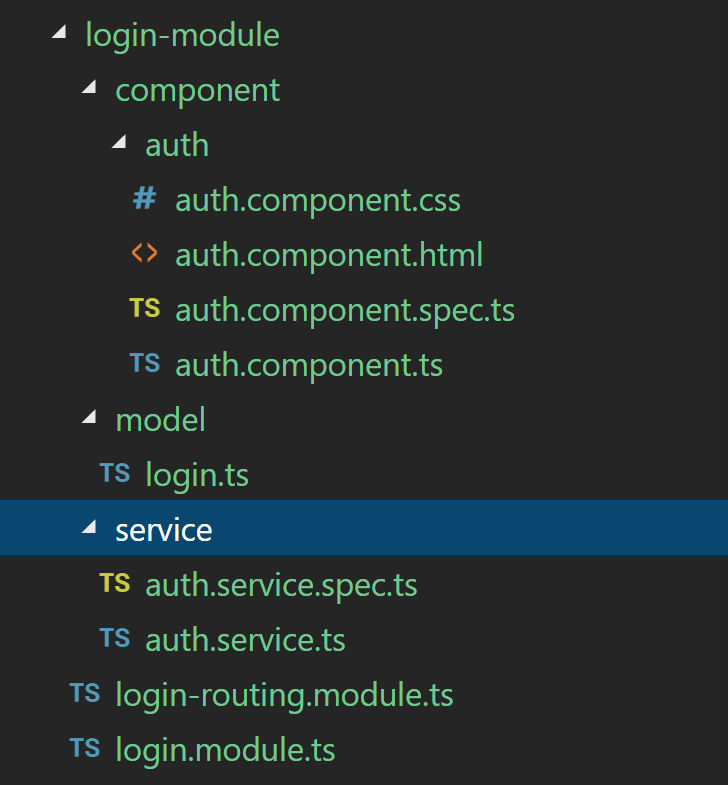 login-module
component
auth
# auth.component.css
<> auth.component.html
TS auth.component.spec.ts
TS auth.component.ts
model
TS login.ts
service
TS auth.service.spec.ts
TS auth.service.ts
TS login-routing.module.ts
TS login.module.ts